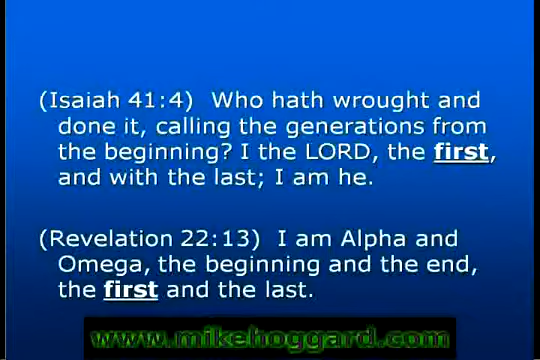 (Isaiah 41:4)  Who hath wrought and
done it, calling the generations from
the beginning? I the LORD, the first,
and with the last; I am he.
(Revelation 22:13)  I am Alpha and
Omega, the beginning and the end,
the first and the last.
www.mikehoggard.com